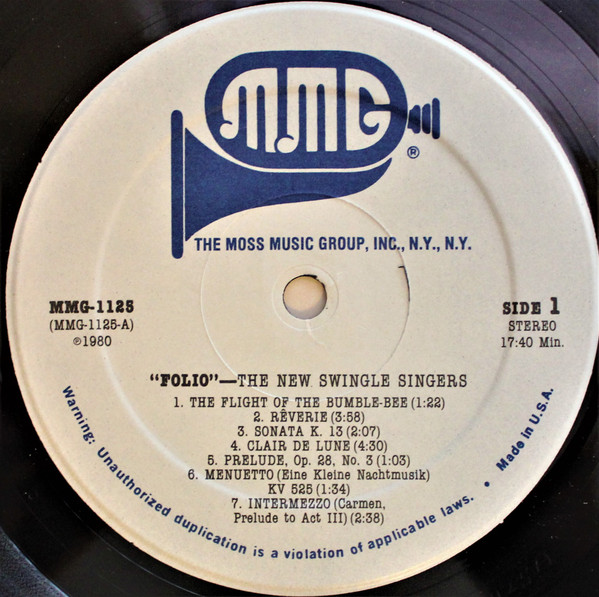 MMG
®
THE MOSS MUSIC GROUP, INC., N.Y., N.Y.
MMG-1125
(MMG-1125-A)
℗1980
SIDE 1
STEREO
17:40 Min.
"FOLIO"—THE NEW SWINGLE SINGERS
1. THE FLIGHT OF THE BUMBLE-BEE (1:22)
2. RÊVERIE (3:58)
3. SONATA K. 13 (2:07)
4. CLAIR DE LUNE (4:30)
5. PRELUDE, Op. 28, No. 3 (1:03)
6. MENUETTO (Eine Kleine Nachtmusik)
KV 525 (1:34)
7. INTERMEZZO (Carmen,
Prelude to Act III) (2:38)
Warning: Unauthorized duplication is a violation of applicable laws. • Made in U.S.A.